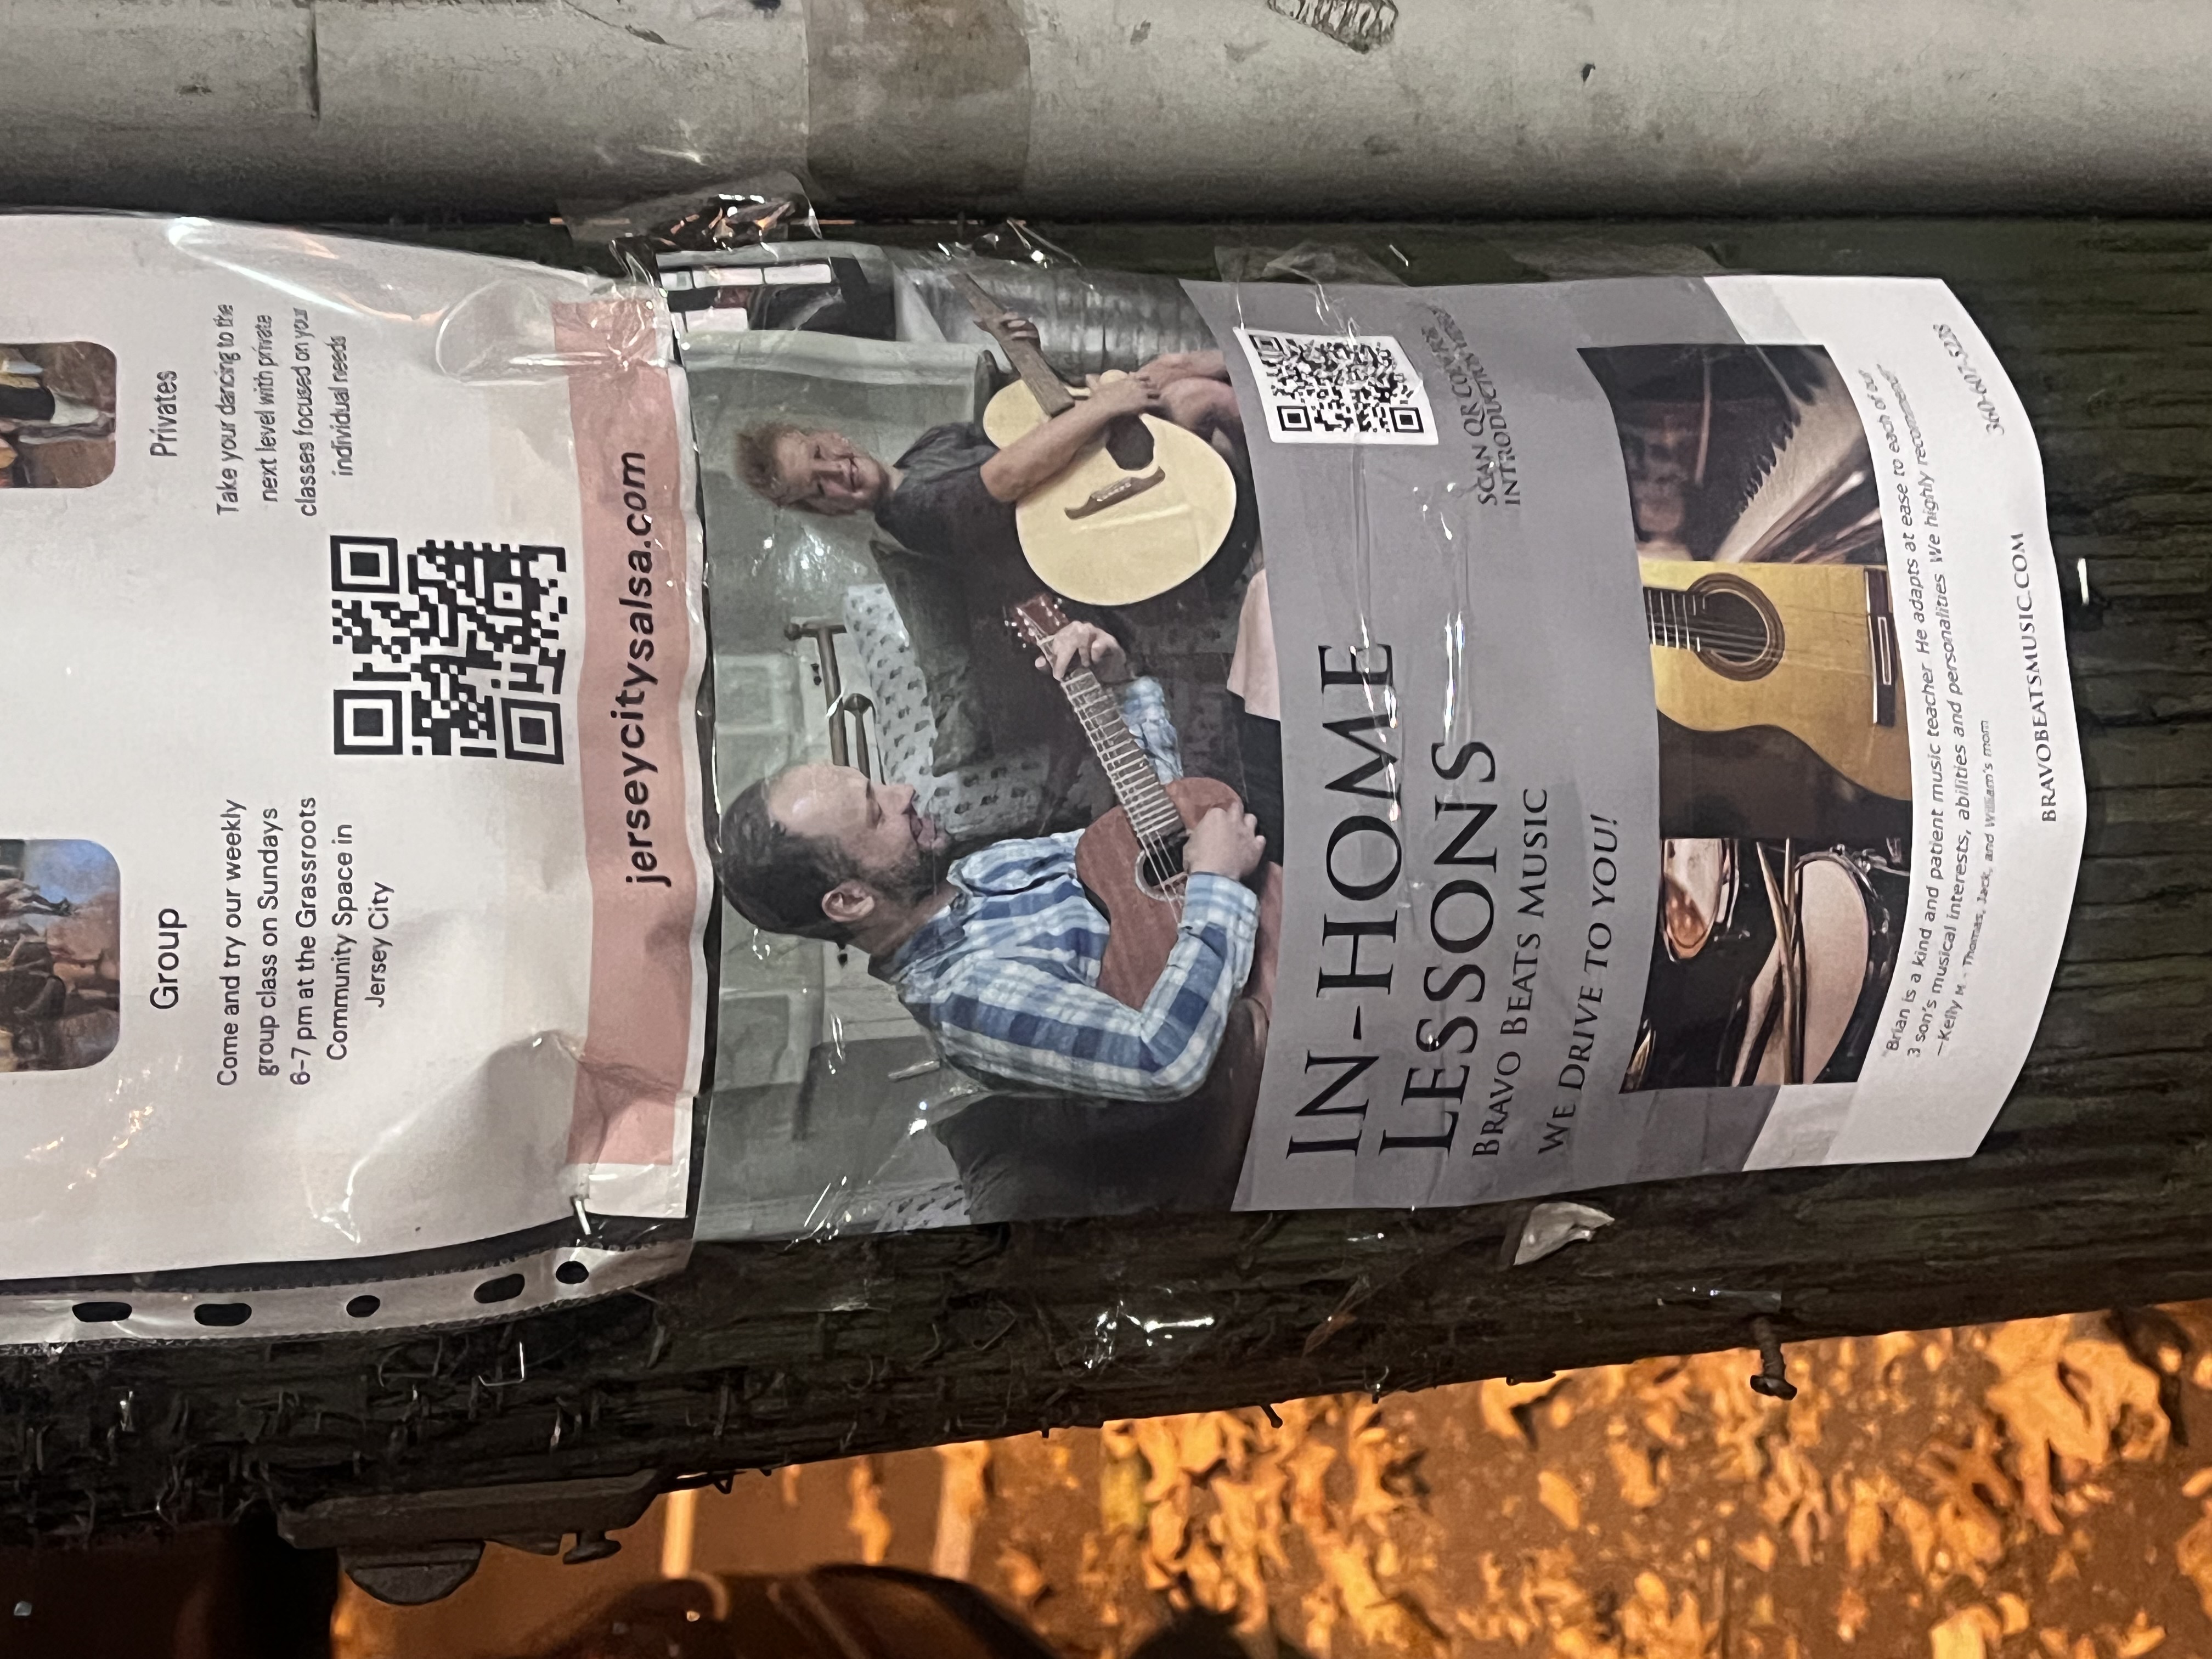 Group
Come and try our weekly
group class on Sundays
6-7 pm at the Grassroots
Community Space in
Jersey City
Privates
Take your dancing to the
next level with private
classes focused on your
individual needs
jerseycitysalsa.com
IN-HOME
LESSONS
BRAVO BEATS MUSIC
WE DRIVE TO YOU!
SCAN QR CODE FOR
INTRODUCTION VIDEO!
"Brian is a kind and patient music teacher. He adapts at ease to each of our
3 son's musical interests, abilities and personalities. We highly recommend!"
—Kelly M. - Thomas, Jack, and William's mom
360-607-5228
BRAVOBEATSMUSIC.COM